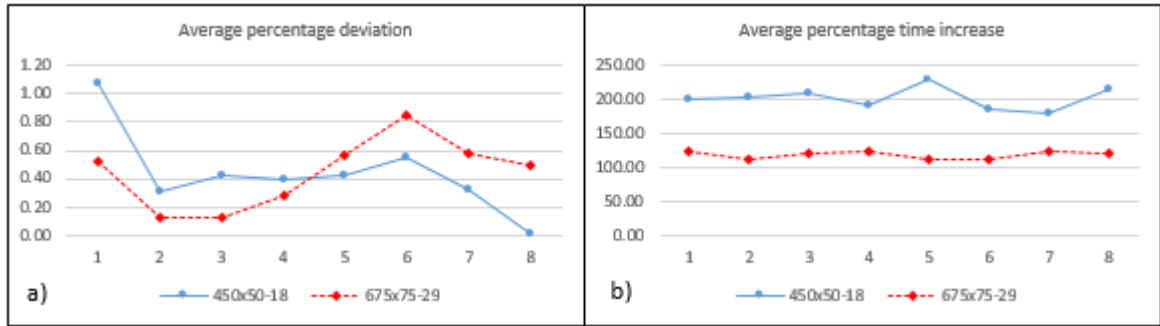 Average percentage deviation
1.20
1.00
0.80
0.60
0.40
0.20
0.00
1 2 3 4 5 6 7 8
a)
450x50-18 675x75-29
Average percentage time increase
250.00
200.00
150.00
100.00
50.00
0.00
1 2 3 4 5 6 7 8
b)
450x50-18 675x75-29